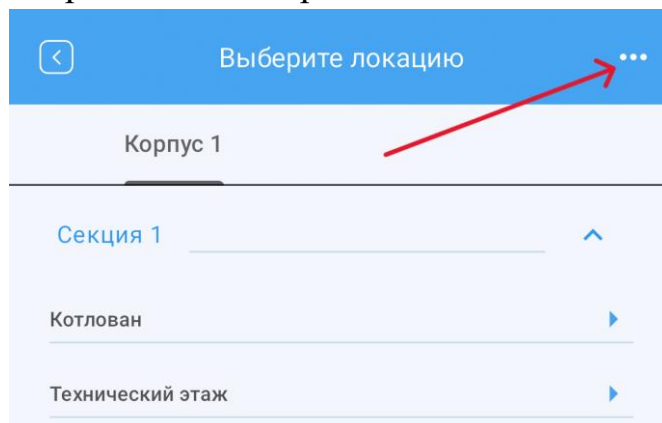 Выберите локацию
Корпус 1
Секция 1
Котлован
Технический этаж